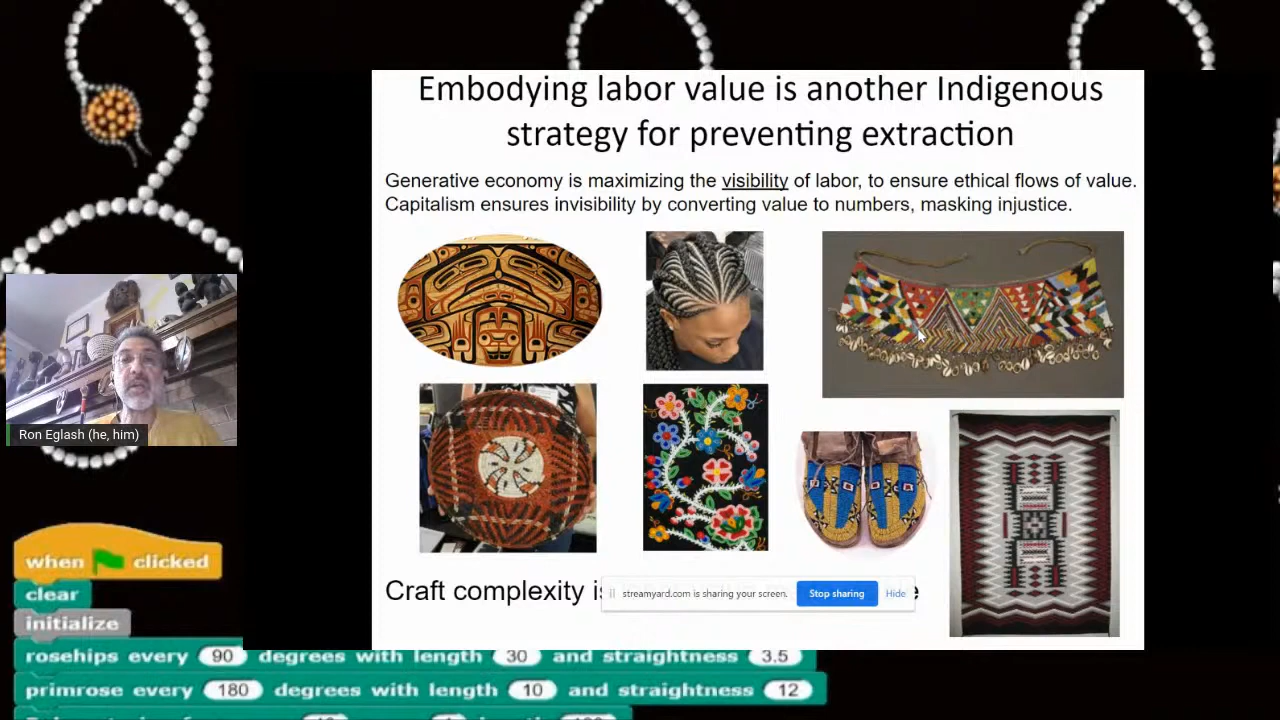 Embodying labor value is another Indigenous
strategy for preventing extraction
Generative economy is maximizing the visibility of labor, to ensure ethical flows of value.
Capitalism ensures invisibility by converting value to numbers, masking injustice.
Ron Eglash (he, him)
Craft complexity
streamyard.com is sharing your screen.
Stop sharing
Hide
when clicked
clear
initialize
rosehips every 90 degrees with length 30 and straightness 3.5
primrose every 180 degrees with length 10 and straightness 12